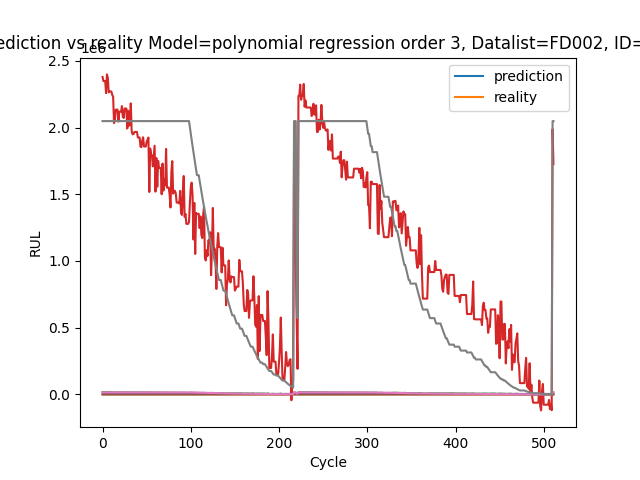 ediction vs reality Model=polynomial regression order 3, Datalist=FD002, ID=
1e6
2.5
2.0
1.5
1.0
0.5
0.0
RUL
prediction
reality
0 100 200 300 400 500
Cycle